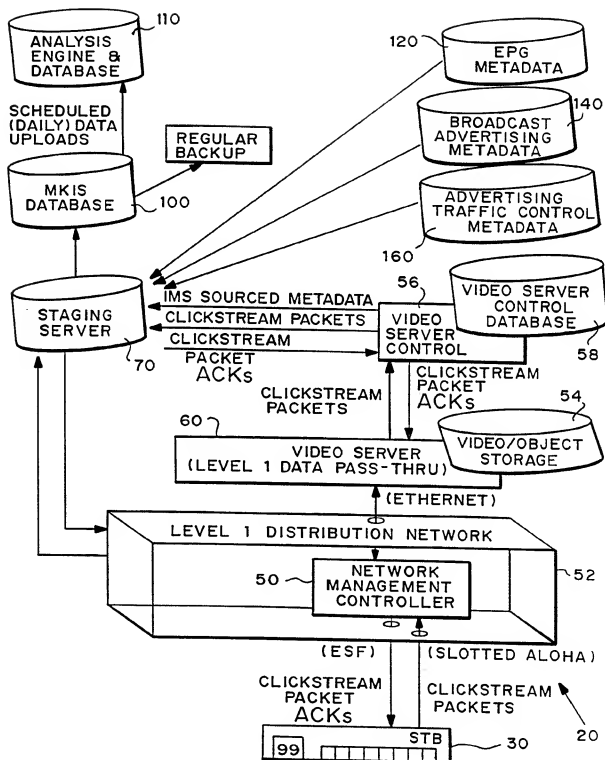 110
ANALYSIS
ENGINE &
DATABASE
SCHEDULED
(DAILY) DATA
UPLOADS
REGULAR
BACKUP
MKIS
DATABASE
100
120
EPG
METADATA
140
BROADCAST
ADVERTISING
METADATA
ADVERTISING
TRAFFIC CONTROL
METADATA
160
STAGING
SERVER
70
IMS SOURCED METADATA
CLICKSTREAM PACKETS
CLICKSTREAM
PACKET
ACKs
56
VIDEO
SERVER
CONTROL
VIDEO SERVER
CONTROL
DATABASE
58
CLICKSTREAM
PACKETS
CLICKSTREAM
PACKET
ACKs
54
VIDEO/OBJECT
STORAGE
60
VIDEO SERVER
(LEVEL 1 DATA PASS-THRU)
(ETHERNET)
LEVEL 1 DISTRIBUTION NETWORK
50
NETWORK
MANAGEMENT
CONTROLLER
52
(ESF)
(SLOTTED ALOHA)
CLICKSTREAM
PACKET
ACKs
CLICKSTREAM
PACKETS
20
STB
99
30